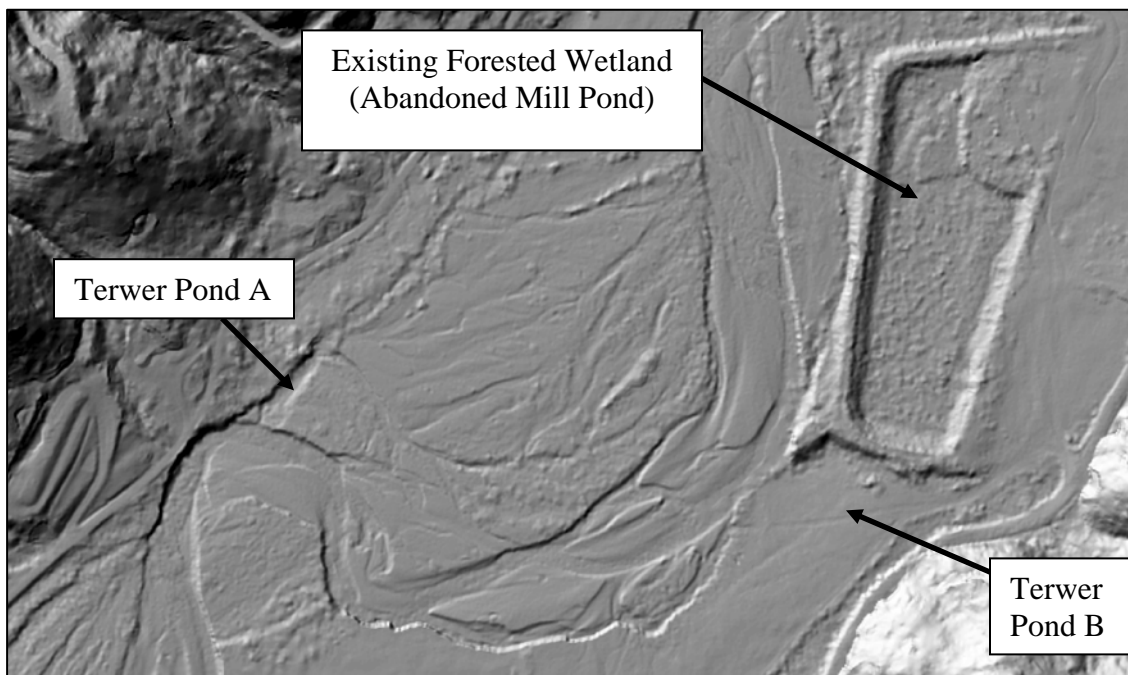 Existing Forested Wetland
(Abandoned Mill Pond)
Terwer Pond A
Terwer
Pond B